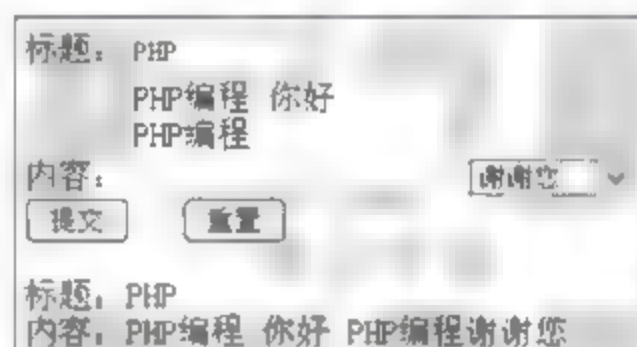 标题：PHP
PHP编程 你好
PHP编程
内容：
谢谢您
提交 重置
标题：PHP
内容：PHP编程 你好 PHP编程谢谢您